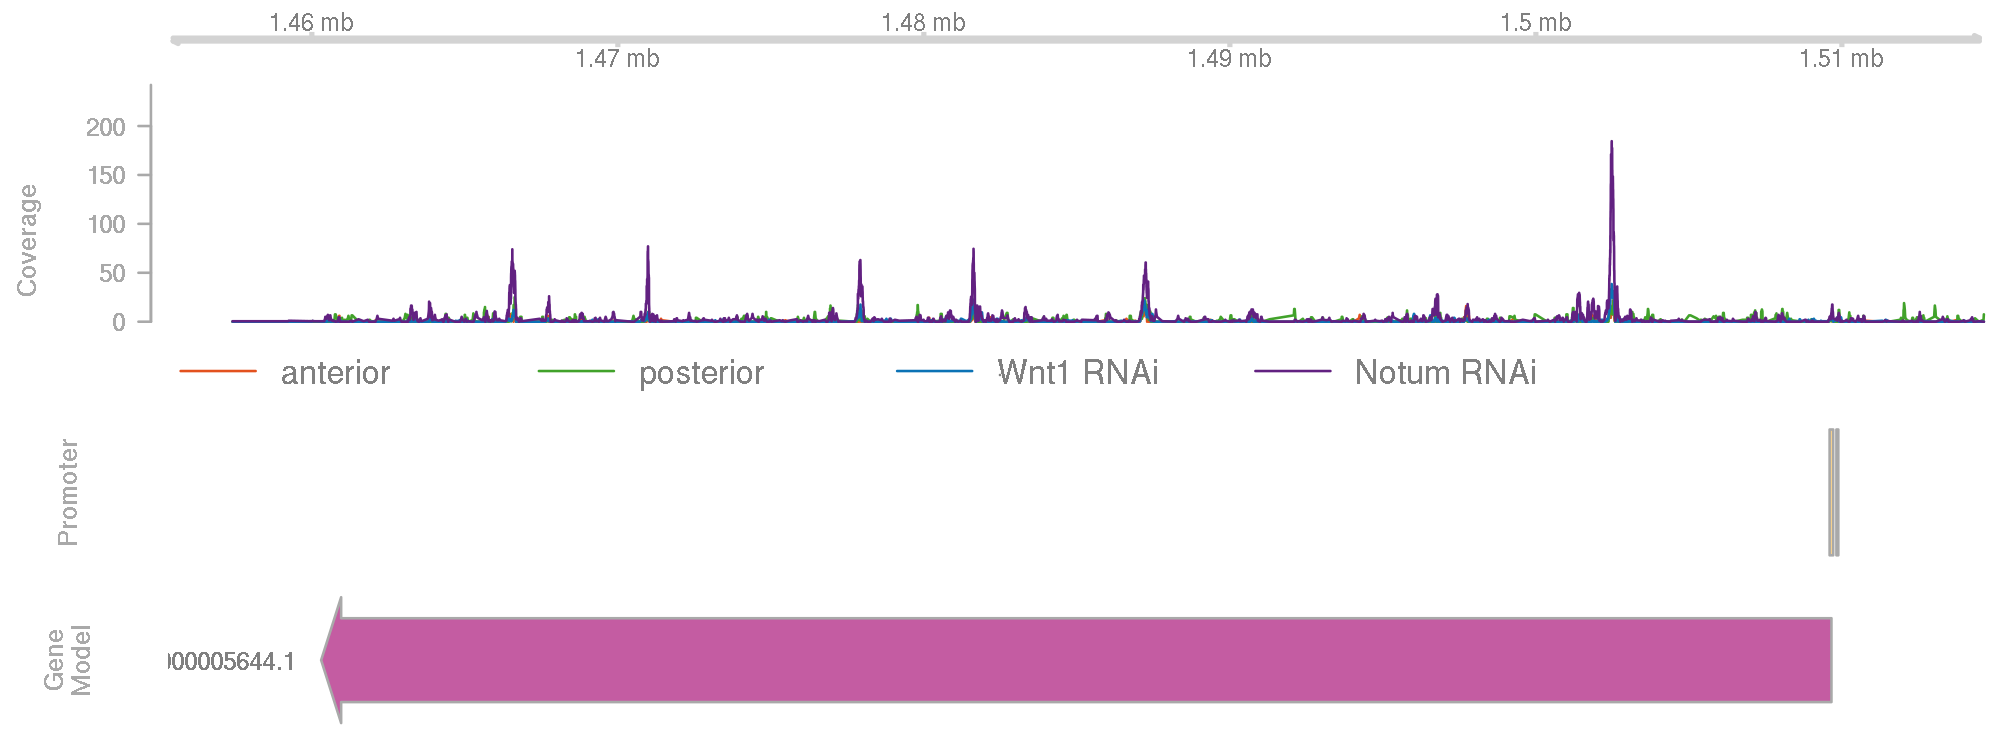 1.46 mb 1.48 mb 1.5 mb
1.47 mb 1.49 mb 1.51 mb
Coverage
200
150
100
50
0
anterior posterior Wnt1 RNAi Notum RNAi
Promoter
Gene
Model
000005644.1